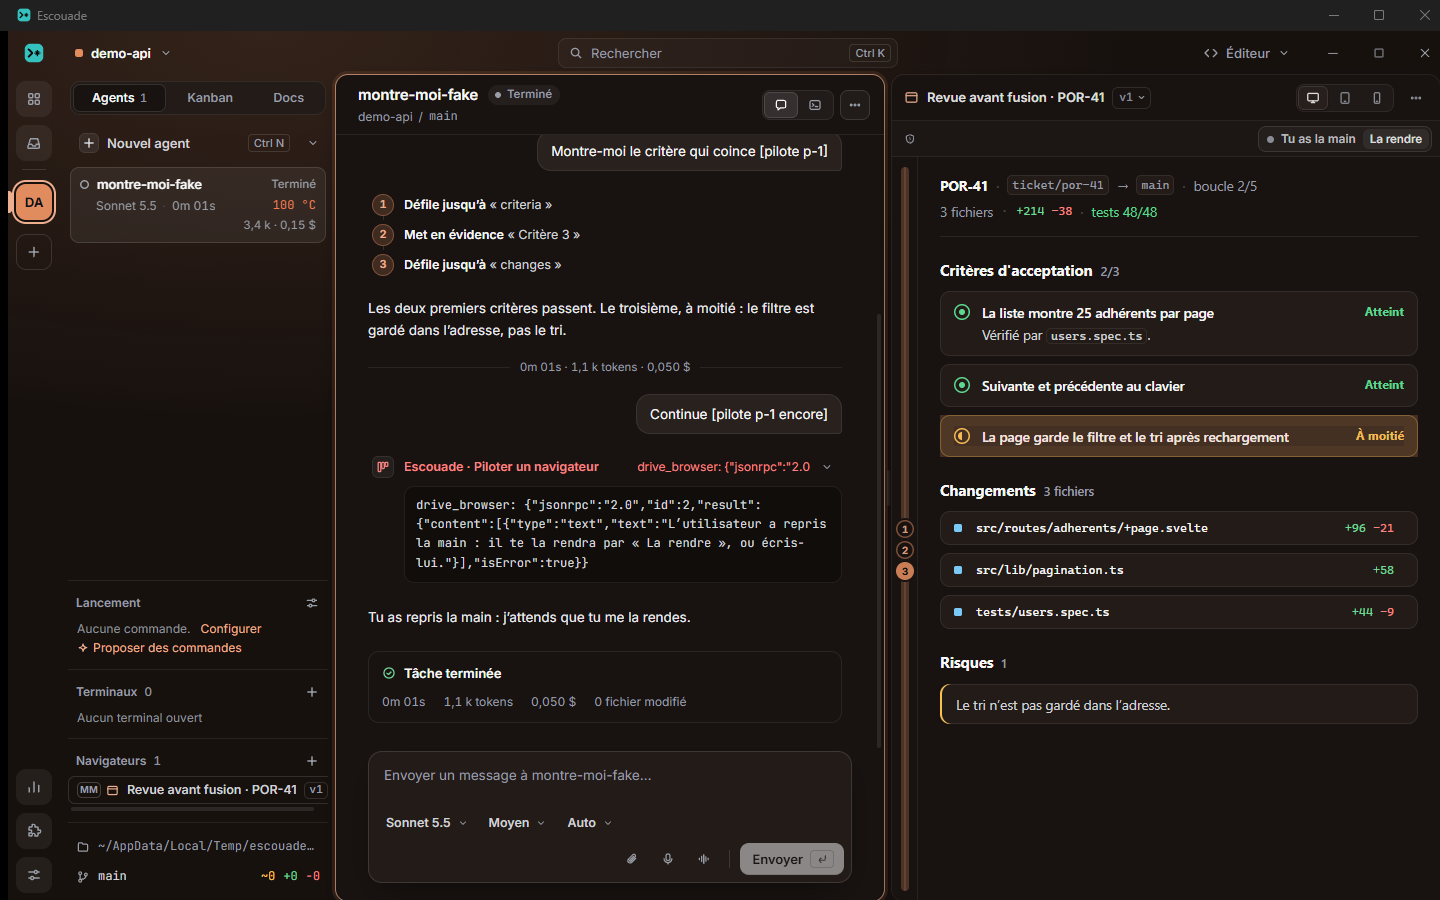 Escouade
demo-api
Rechercher
Ctrl K
Éditeur
Agents 1
Kanban
Docs
Nouvel agent
Ctrl N
DA
montre-moi-fake
Terminé
Sonnet 5.5 · 0m 01s
100 °C
3,4 k · 0,15 $
Lancement
Aucune commande. Configurer
Proposer des commandes
Terminaux 0
Aucun terminal ouvert
Navigateurs 1
MM Revue avant fusion · POR-41 v1
~/AppData/Local/Temp/escouade…
main
~0 +0 -0
montre-moi-fake
Terminé
demo-api / main
Montre-moi le critère qui coince [pilote p-1]
1 Défile jusqu’à « criteria »
2 Met en évidence « Critère 3 »
3 Défile jusqu’à « changes »
Les deux premiers critères passent. Le troisième, à moitié : le filtre est
gardé dans l’adresse, pas le tri.
0m 01s · 1,1 k tokens · 0,050 $
Continue [pilote p-1 encore]
Escouade · Piloter un navigateur
drive_browser: {"jsonrpc":"2.0
drive_browser: {"jsonrpc":"2.0","id":2,"result":
{"content":[{"type":"text","text":"L’utilisateur a repris
la main : il te la rendra par « La rendre », ou écris-
lui."}],"isError":true}}
Tu as repris la main : j’attends que tu me la rendes.
Tâche terminée
0m 01s 1,1 k tokens 0,050 $ 0 fichier modifié
Envoyer un message à montre-moi-fake…
Sonnet 5.5
Moyen
Auto
Envoyer
Revue avant fusion · POR-41
v1
Tu as la main
La rendre
1
2
3
POR-41 · ticket/por-41 → main · boucle 2/5
3 fichiers · +214 −38 · tests 48/48
Critères d'acceptation 2/3
La liste montre 25 adhérents par page
Atteint
Vérifié par users.spec.ts.
Suivante et précédente au clavier
Atteint
La page garde le filtre et le tri après rechargement
À moitié
Changements 3 fichiers
src/routes/adherents/+page.svelte
+96 −21
src/lib/pagination.ts
+58
tests/users.spec.ts
+44 −9
Risques 1
Le tri n’est pas gardé dans l’adresse.